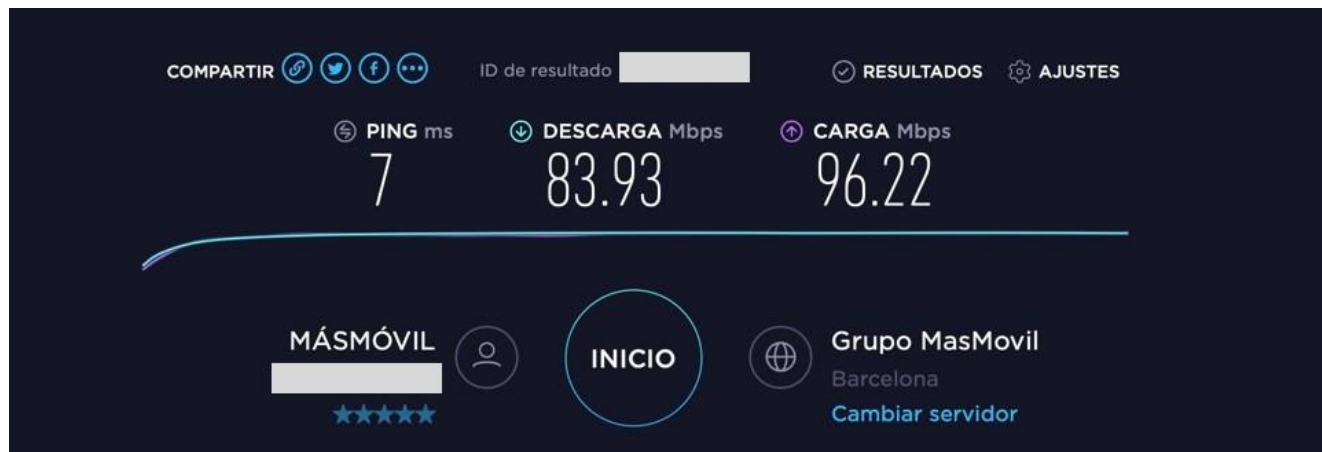 COMPARTIR ID de resultado RESULTADOS AJUSTES
PING ms DESCARGA Mbps CARGA Mbps
7 83.93 96.22
MÁSMÓVIL
INICIO
Grupo MasMovil
Barcelona
Cambiar servidor